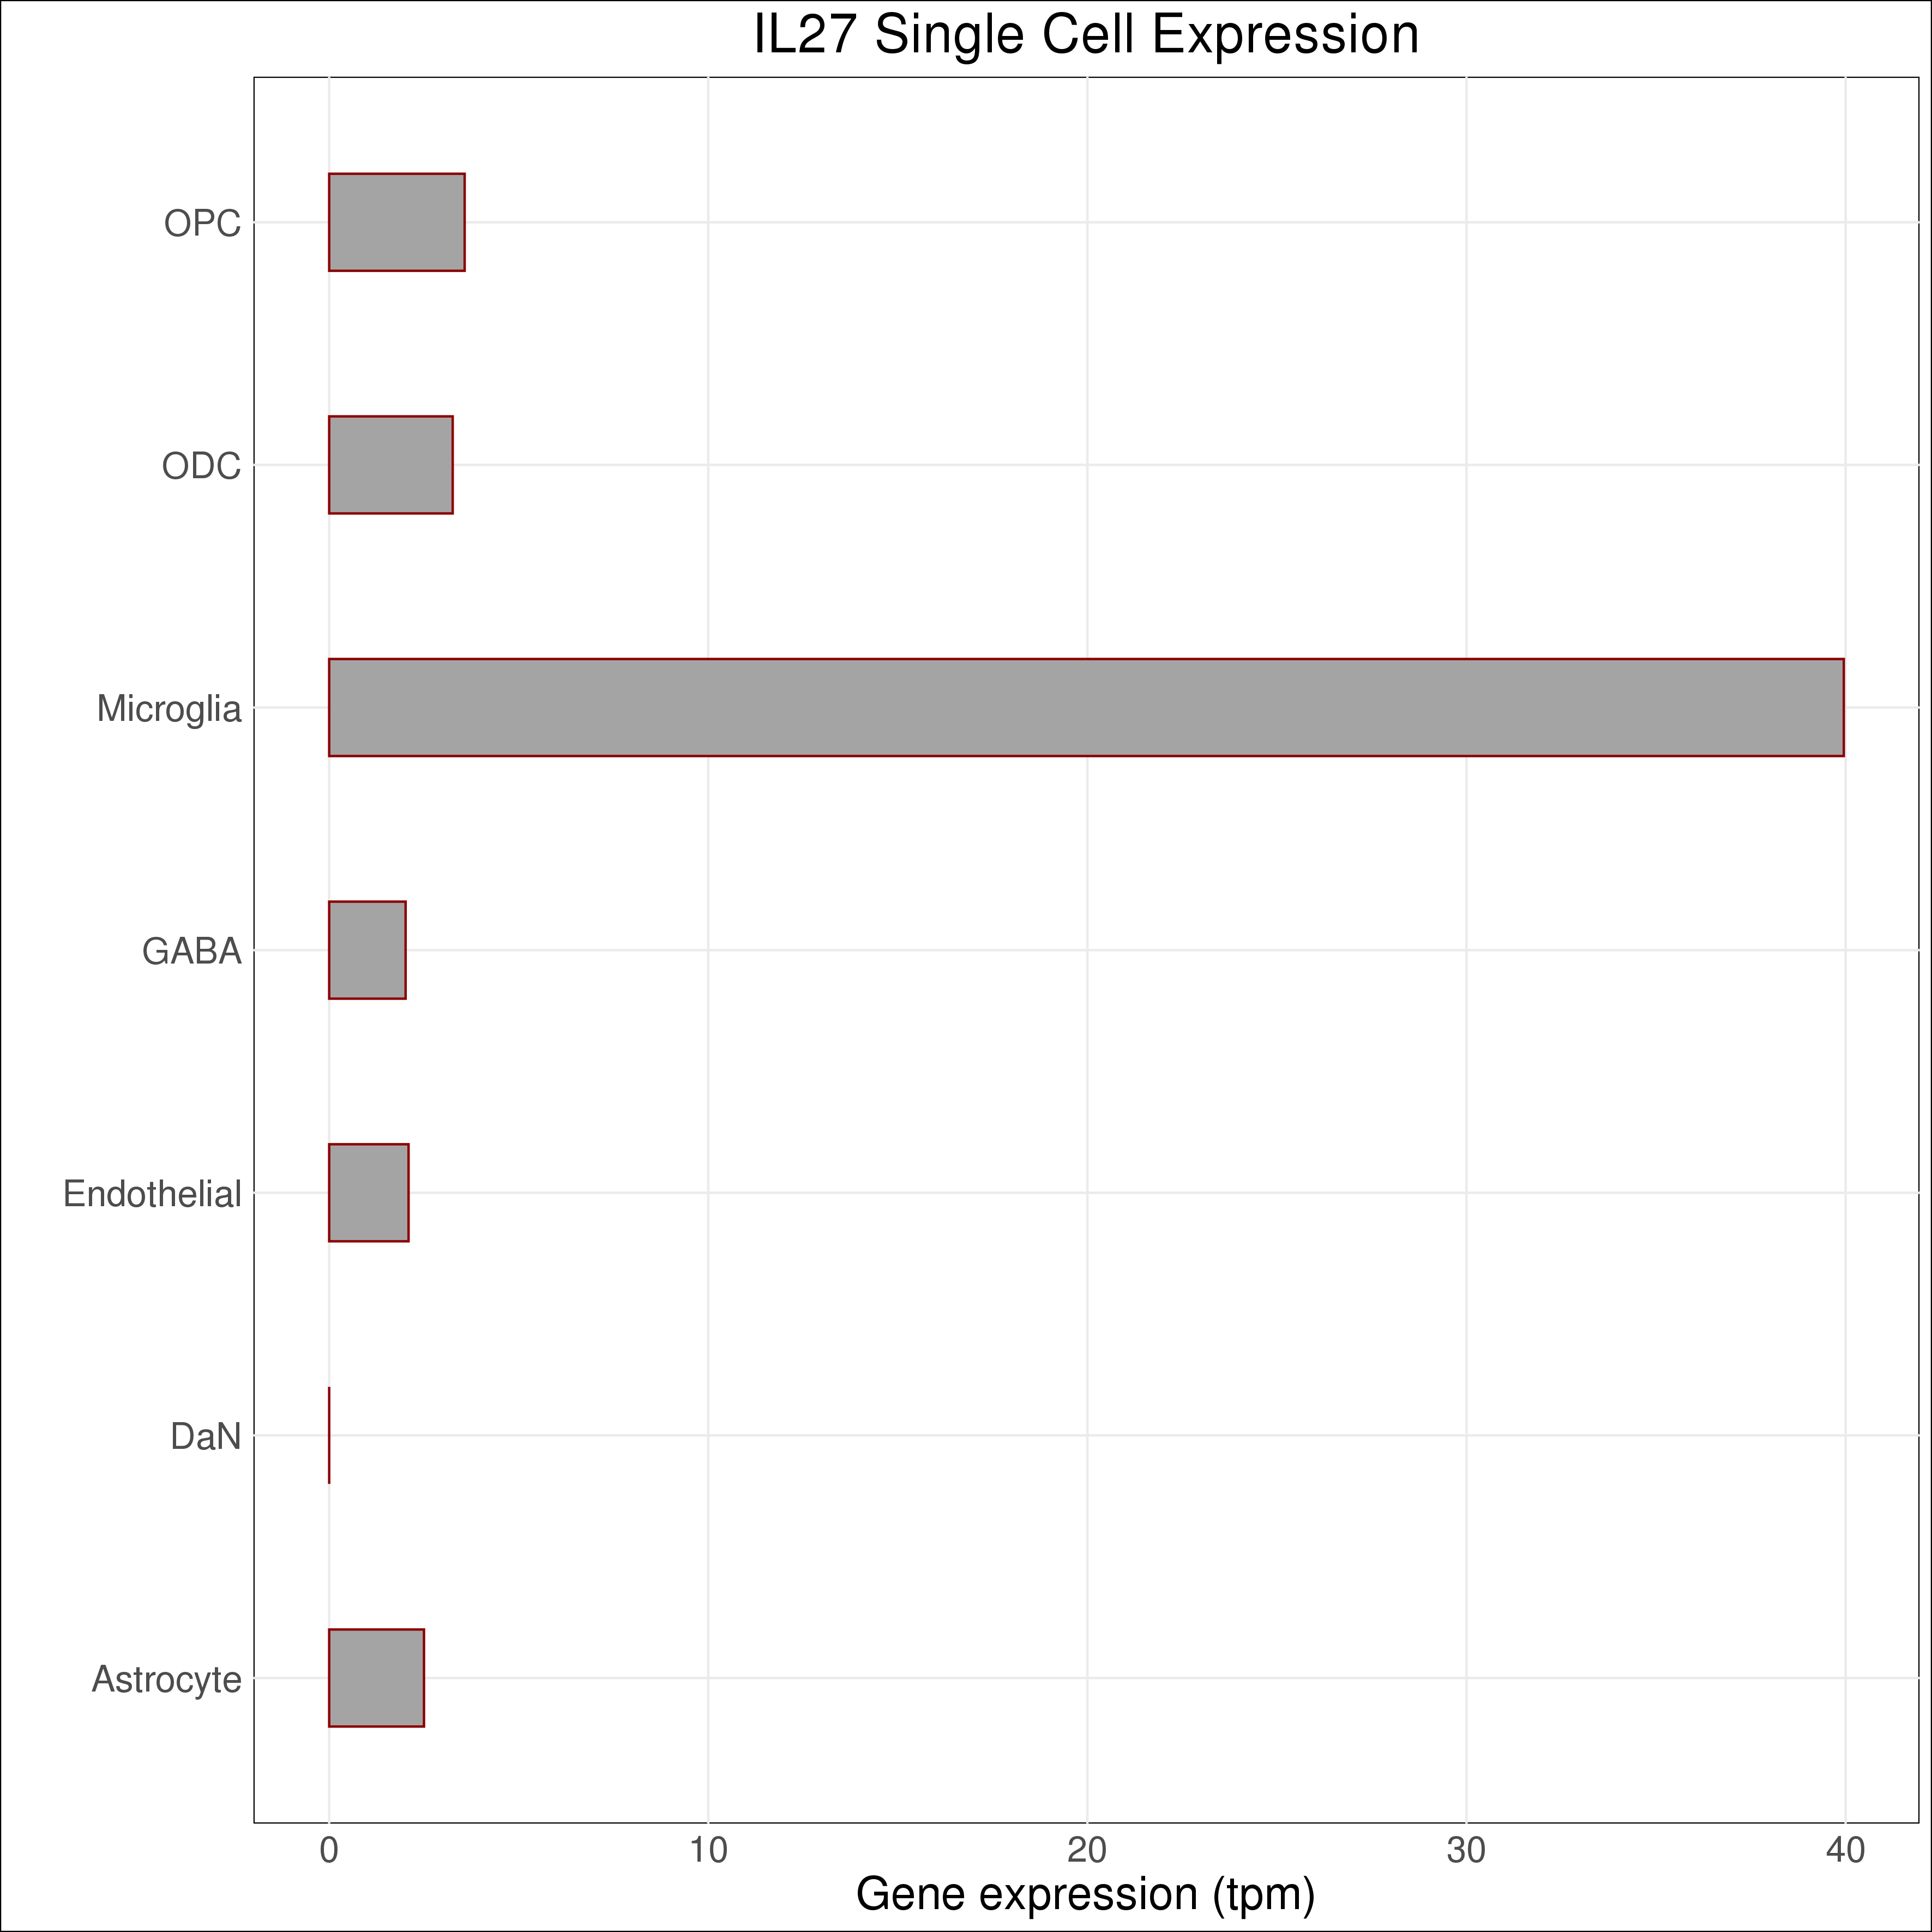 IL27 Single Cell Expression
OPC
ODC
Microglia
GABA
Endothelial
DaN
Astrocyte
0 10 20 30 40
Gene expression (tpm)